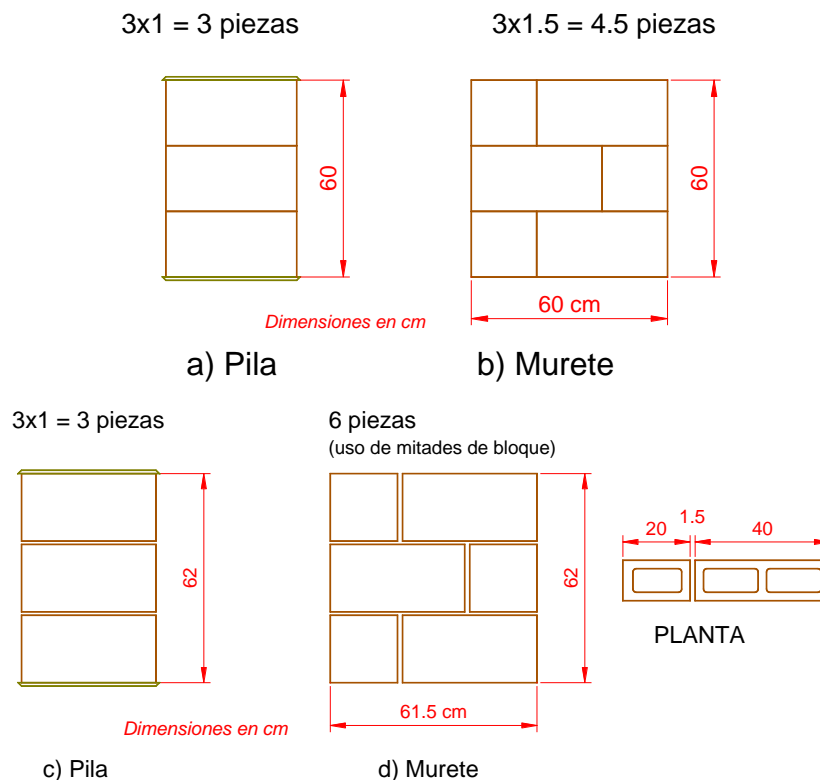 3x1 = 3 piezas
3x1.5 = 4.5 piezas
60
60
60 cm
Dimensiones en cm
a) Pila
b) Murete
3x1 = 3 piezas
6 piezas
(uso de mitades de bloque)
62
62
20
1.5
40
PLANTA
61.5 cm
Dimensiones en cm
c) Pila
d) Murete